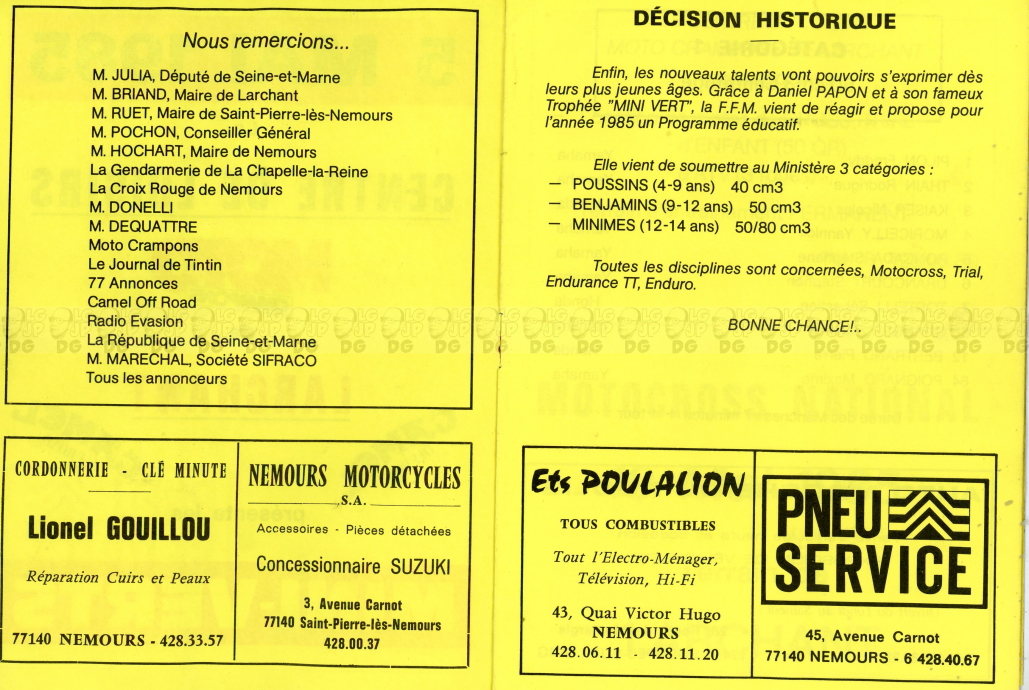 Nous remercions...
M. JULIA, Député de Seine-et-Marne
M. BRIAND, Maire de Larchant
M. RUET, Maire de Saint-Pierre-lès-Nemours
M. POCHON, Conseiller Général
M. HOCHART, Maire de Nemours
La Gendarmerie de La Chapelle-la-Reine
La Croix Rouge de Nemours
M. DONELLI
M. DEQUATTRE
Moto Crampons
Le Journal de Tintin
77 Annonces
Camel Off Road
Radio Evasion
La République de Seine-et-Marne
M. MARECHAL, Société SIFRACO
Tous les annonceurs
CORDONNERIE - CLÉ MINUTE
Lionel GOUILLOU
Réparation Cuirs et Peaux
77140 NEMOURS - 428.33.57
NEMOURS MOTORCYCLES
S.A.
Accessoires - Pièces détachées
Concessionnaire SUZUKI
3, Avenue Carnot
77140 Saint-Pierre-lès-Nemours
428.00.37
DÉCISION HISTORIQUE
Enfin, les nouveaux talents vont pouvoirs s'exprimer dès
leurs plus jeunes âges. Grâce à Daniel PAPON et à son fameux
Trophée "MINI VERT", la F.F.M. vient de réagir et propose pour
l'année 1985 un Programme éducatif.
Elle vient de soumettre au Ministère 3 catégories :
— POUSSINS (4-9 ans) 40 cm3
— BENJAMINS (9-12 ans) 50 cm3
— MINIMES (12-14 ans) 50/80 cm3
Toutes les disciplines sont concernées, Motocross, Trial,
Endurance TT, Enduro.
BONNE CHANCE!..
Ets POULALION
TOUS COMBUSTIBLES
Tout l'Electro-Ménager,
Télévision, Hi-Fi
43, Quai Victor Hugo
NEMOURS
428.06.11 - 428.11.20
PNEU
SERVICE
45, Avenue Carnot
77140 NEMOURS - 6 428.40.67